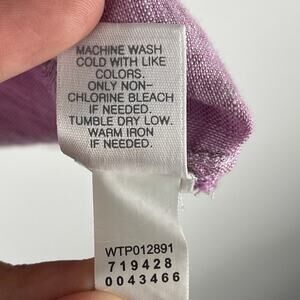 MACHINE WASH
COLD WITH LIKE
COLORS.
ONLY NON-
CHLORINE BLEACH
IF NEEDED.
TUMBLE DRY LOW.
WARM IRON
IF NEEDED.
WTP012891
719428
0043466